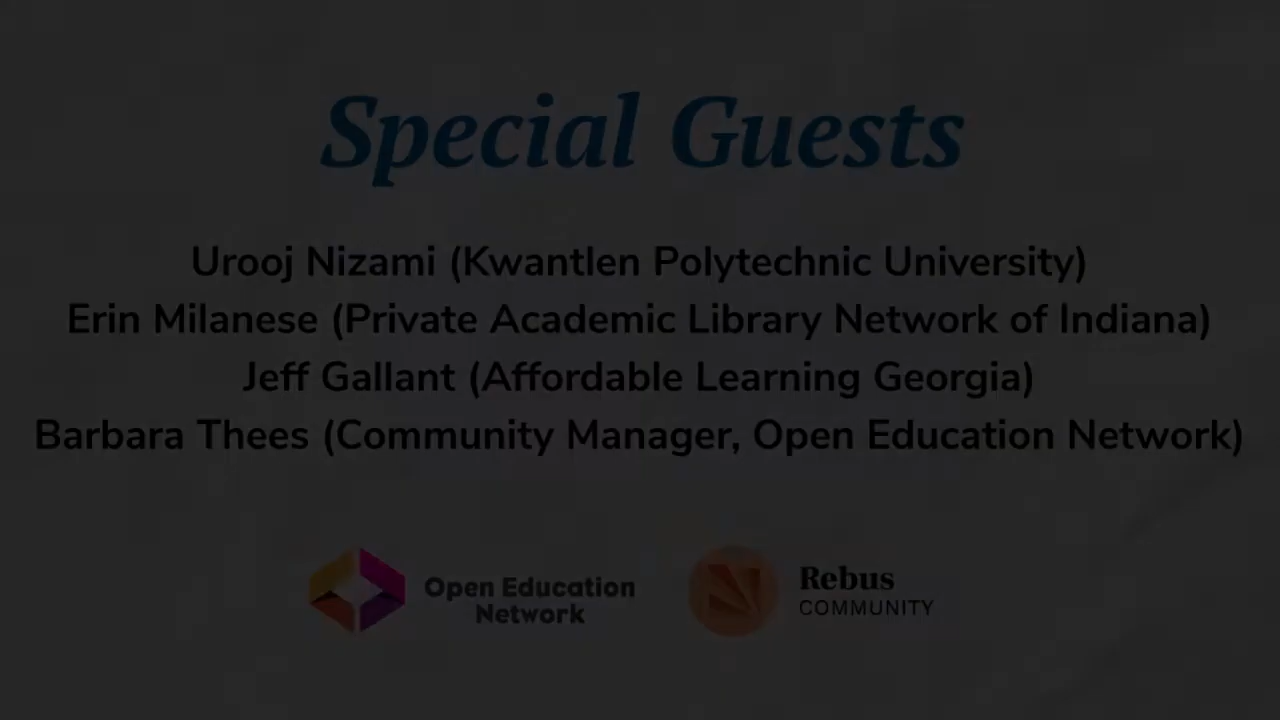 Special Guests
Urooj Nizami (Kwantlen Polytechnic University)
Erin Milanese (Private Academic Library Network of Indiana)
Jeff Gallant (Affordable Learning Georgia)
Barbara Thees (Community Manager, Open Education Network)
Open Education
Network
Rebus
COMMUNITY